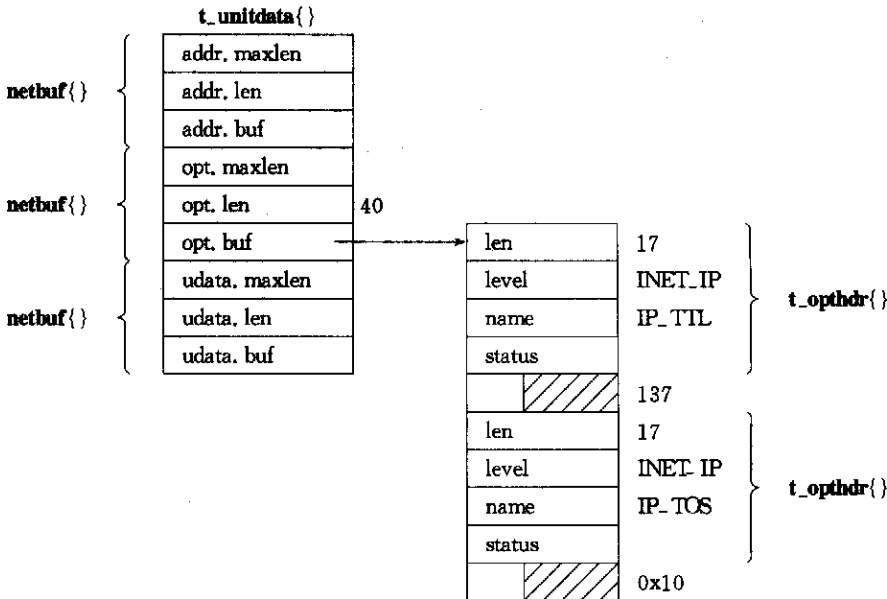 t_unitdata{}
addr. maxlen
netbuf{}
addr. len
addr. buf
opt. maxlen
netbuf{}
opt. len
40
opt. buf
udata. maxlen
netbuf{}
udata. len
udata. buf
len
17
level
INET_IP
t_opthdr{}
name
IP_TTL
status
137
len
17
level
INET_IP
t_opthdr{}
name
IP_TOS
status
0x10